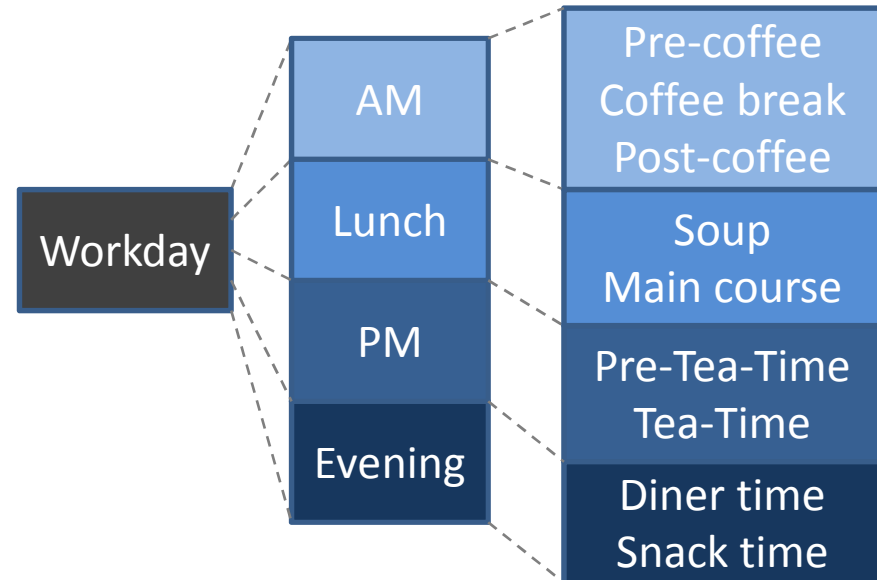 Workday
AM
Lunch
PM
Evening
Pre-coffee
Coffee break
Post-coffee
Soup
Main course
Pre-Tea-Time
Tea-Time
Diner time
Snack time